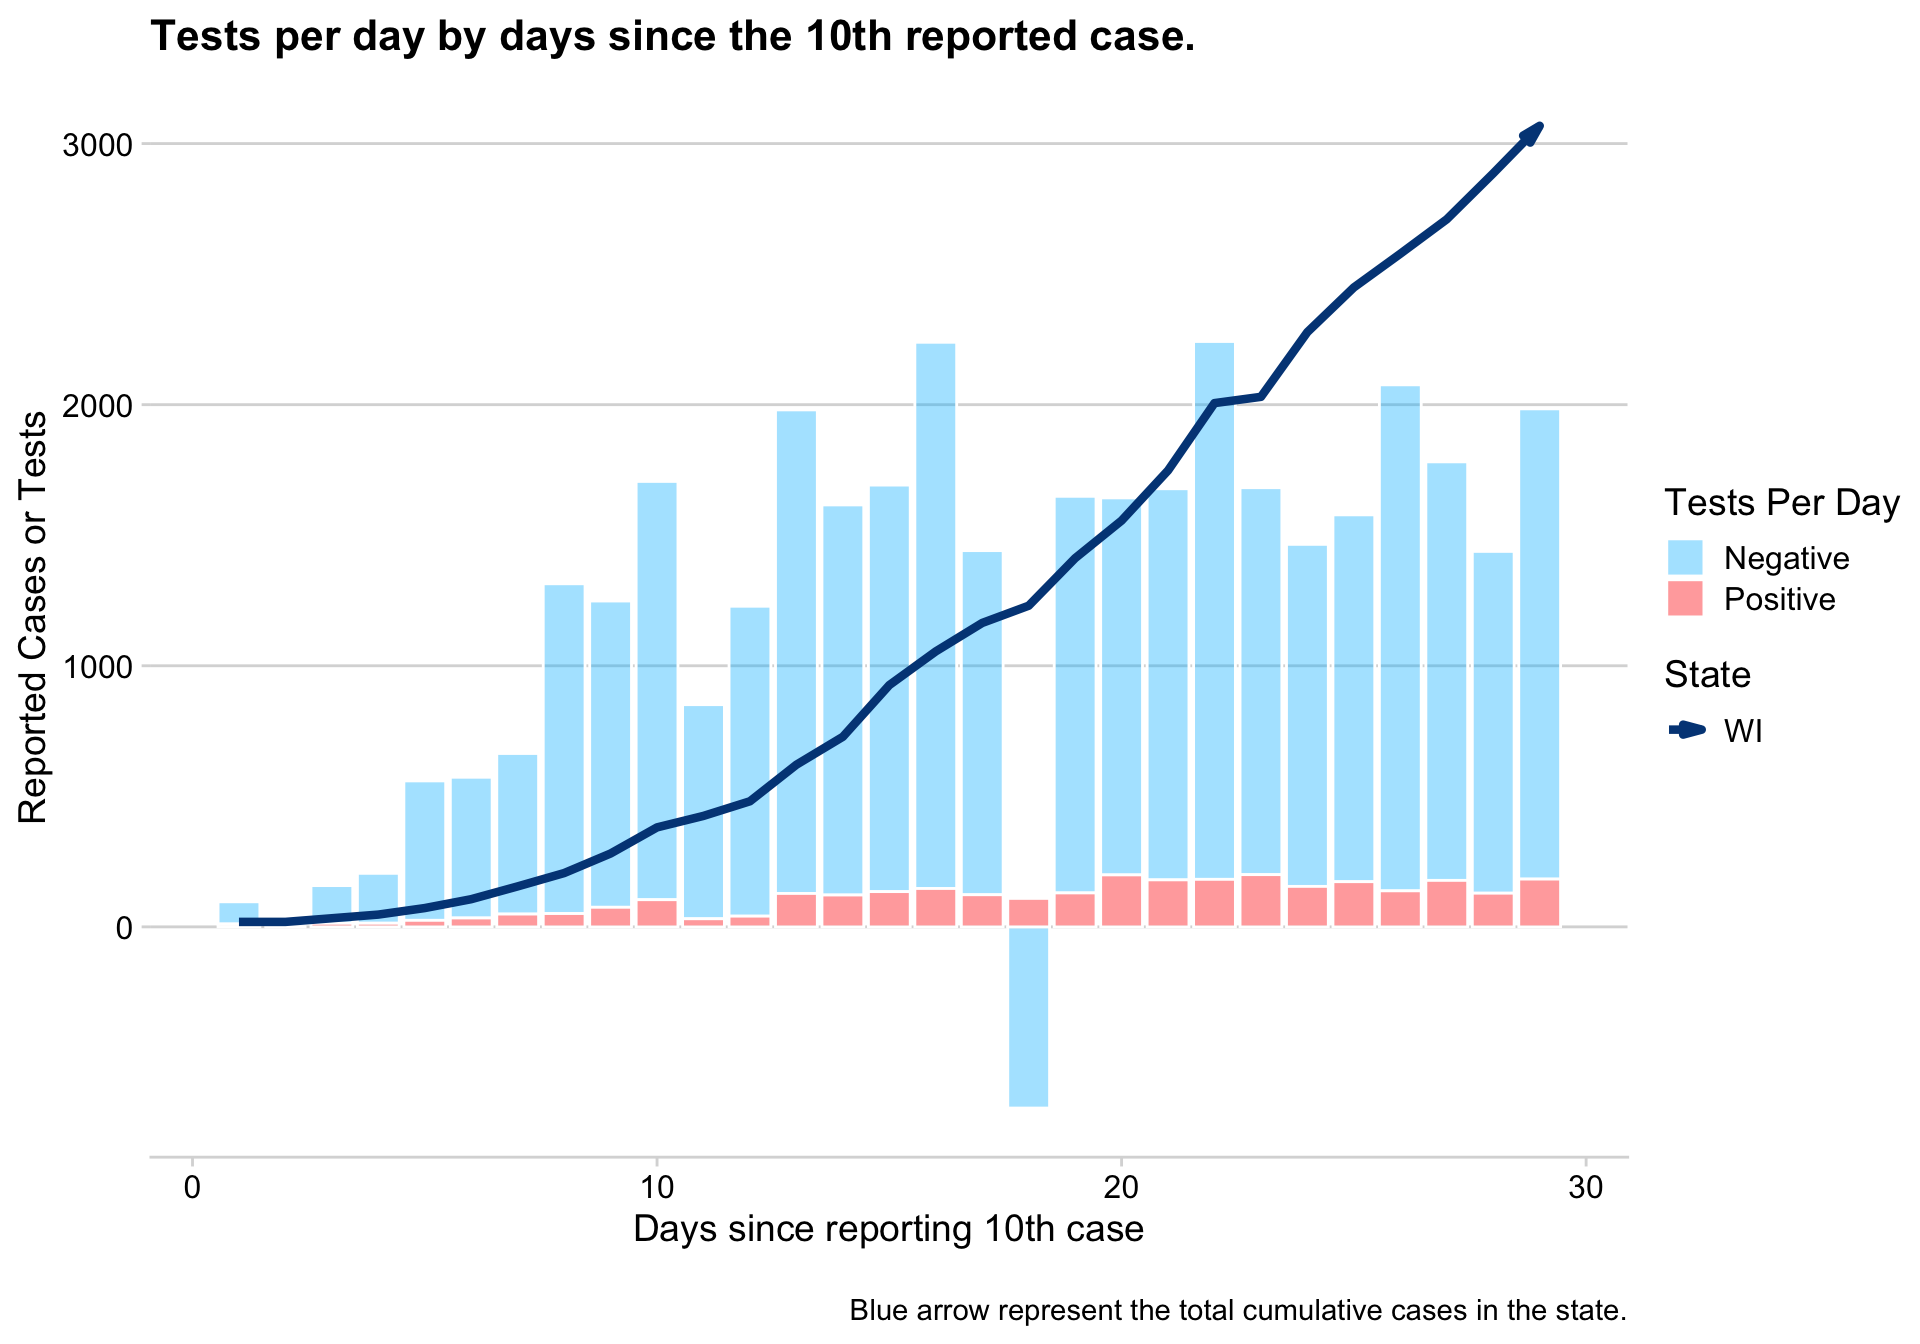 Tests per day by days since the 10th reported case.
Reported Cases or Tests
3000
2000
1000
0
0 10 20 30
Days since reporting 10th case
Tests Per Day
Negative
Positive
State
WI
Blue arrow represent the total cumulative cases in the state.